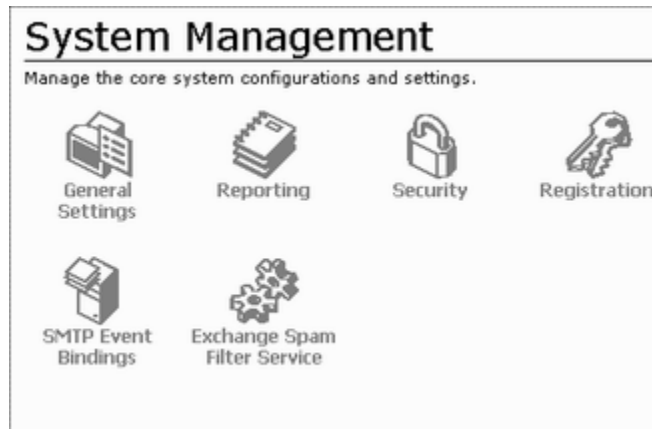 System Management
Manage the core system configurations and settings.
General
Settings
Reporting
Security
Registration
SMTP Event
Bindings
Exchange Spam
Filter Service